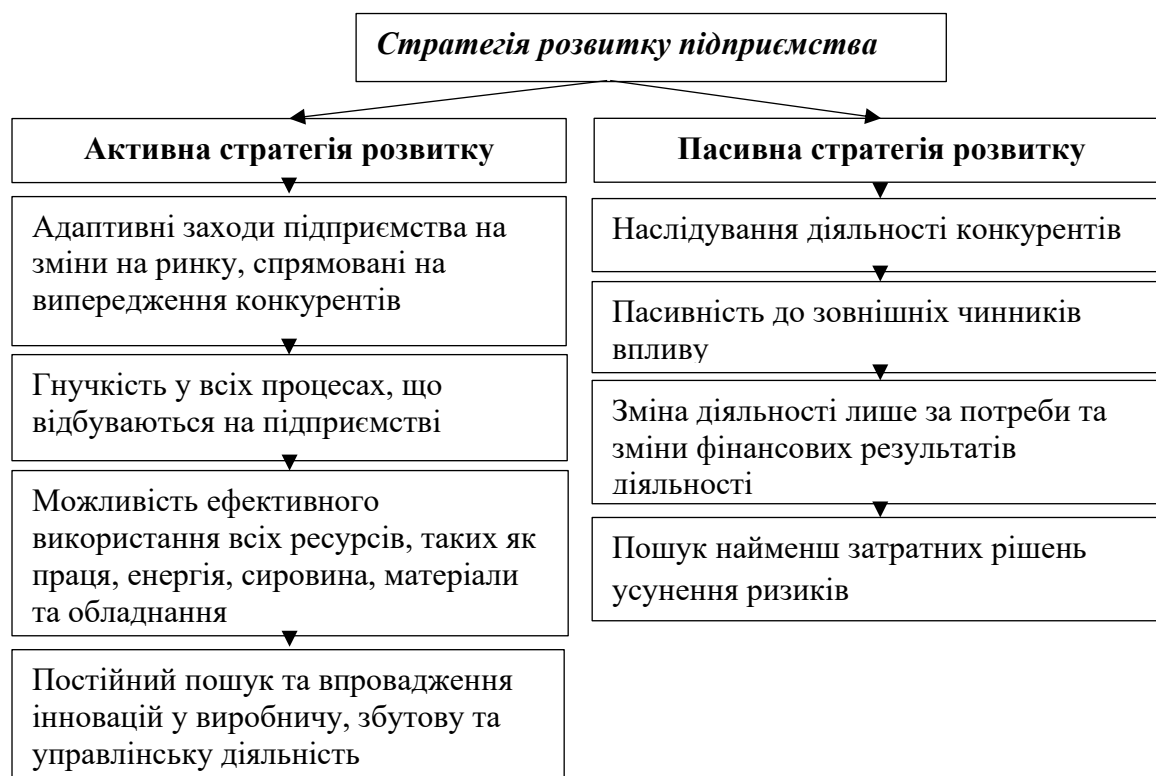 Стратегія розвитку підприємства
Активна стратегія розвитку
Адаптивні заходи підприємства на
зміни на ринку, спрямовані на
випередження конкурентів
Гнучкість у всіх процесах, що
відбуваються на підприємстві
Можливість ефективного
використання всіх ресурсів, таких як
праця, енергія, сировина, матеріали
та обладнання
Постійний пошук та впровадження
інновацій у виробничу, збутову та
управлінську діяльність
Пасивна стратегія розвитку
Наслідування діяльності конкурентів
Пасивність до зовнішніх чинників
впливу
Зміна діяльності лише за потреби та
зміни фінансових результатів
діяльності
Пошук найменш затратних рішень
усунення ризиків